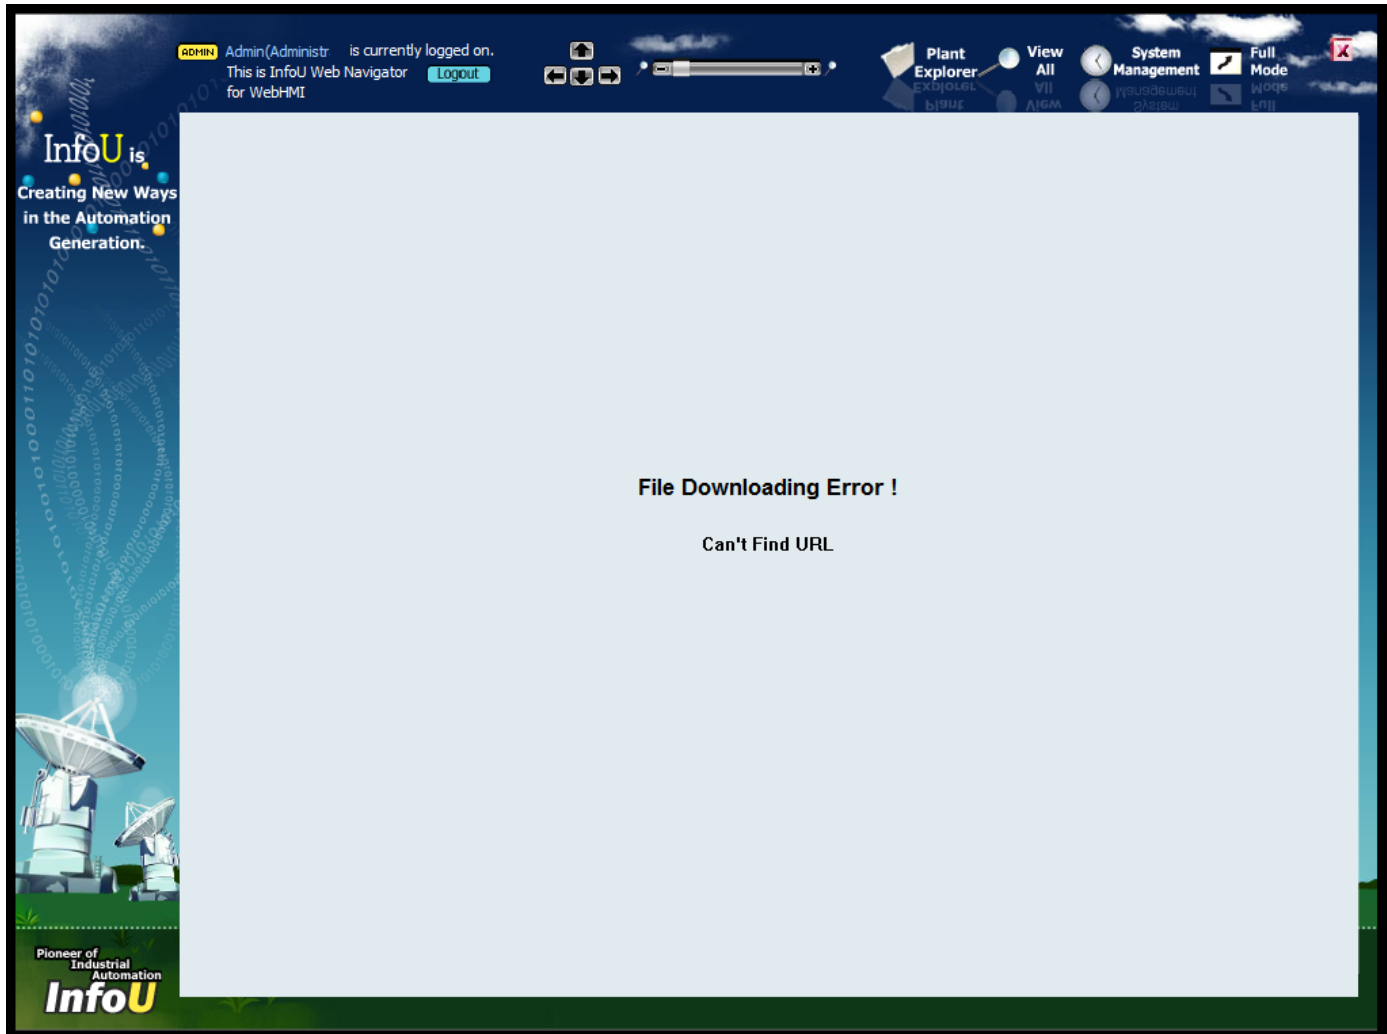 ADMIN Admin(Administr is currently logged on.
This is InfoU Web Navigator Logout
for WebHMI
Plant
Explorer
View
All
System
Management
Full
Mode
InfoU is
Creating New Ways
in the Automation
Generation.
File Downloading Error !
Can't Find URL
Pioneer of
Industrial
Automation
InfoU